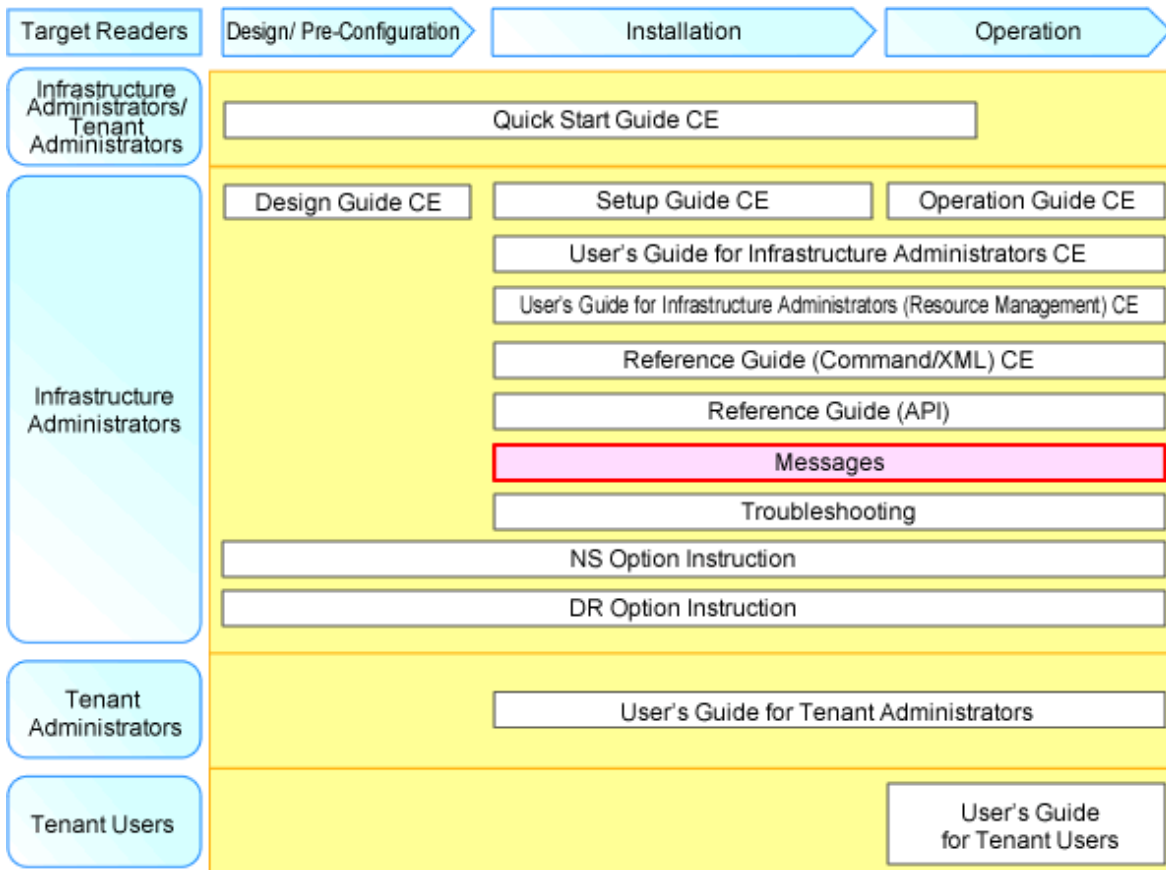 Target Readers
Design/ Pre-Configuration
Installation
Operation
Infrastructure
Administrators/
Tenant
Administrators
Quick Start Guide CE
Infrastructure
Administrators
Design Guide CE
Setup Guide CE
Operation Guide CE
User's Guide for Infrastructure Administrators CE
User's Guide for Infrastructure Administrators (Resource Management) CE
Reference Guide (Command/XML) CE
Reference Guide (API)
Messages
Troubleshooting
NS Option Instruction
DR Option Instruction
Tenant
Administrators
User's Guide for Tenant Administrators
Tenant Users
User's Guide
for Tenant Users